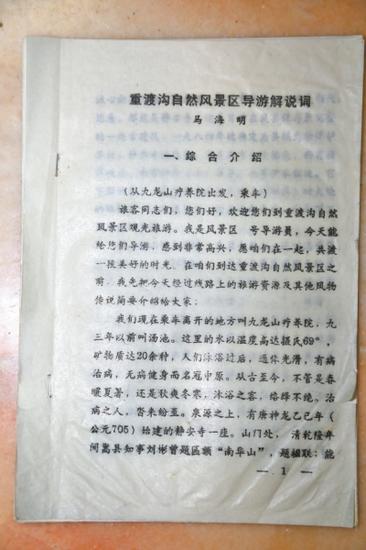 重渡沟自然风景区导游解说词
马海明
一、综合介绍
（从九龙山疗养院出发，乘车）
旅客同志们，您们好，欢迎您们到重渡沟自然
风景区观光旅游。我是风景区 号导游员，今天能
给您们导游，感到非常高兴，愿咱们在一起，共渡
一段美好的时光。在咱们到达重渡沟自然风景区之
前，我先把今天经过线路上的旅游资源及其他风物
传说简要介绍给大家：
我们现在乘车离开的地方叫九龙山疗养院，九
三年以前叫汤池。这里的水以温度高达摄氏69°，
矿物质达20余种，人们沐浴过后，通体光滑，有病
治病，无病健身而名冠中原。从古至今，不管是春
暖夏暑，还是秋爽冬寒，沐浴之客，络绎不绝。治
病之人，沓来纷至。泉源之上，有唐神龙乙巳年（
公元705）始建的静安寺一座。山门处，清乾隆年
间嵩县知事刘彬曾题匾额“南华山”，题楹联：能
— 1 —